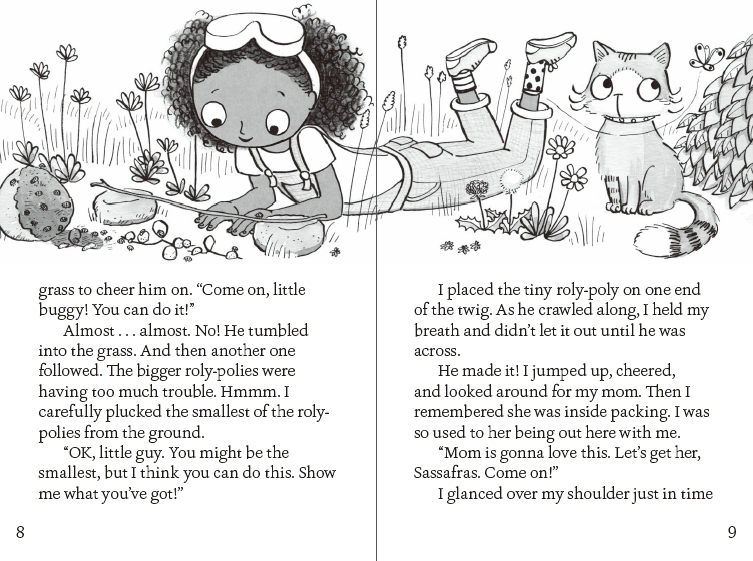 grass to cheer him on. “Come on, little
buggy! You can do it!”
Almost . . . almost. No! He tumbled
into the grass. And then another one
followed. The bigger roly-polies were
having too much trouble. Hmmm. I
carefully plucked the smallest of the roly-
polies from the ground.
“OK, little guy. You might be the
smallest, but I think you can do this. Show
me what you’ve got!”
8
I placed the tiny roly-poly on one end
of the twig. As he crawled along, I held my
breath and didn’t let it out until he was
across.
He made it! I jumped up, cheered,
and looked around for my mom. Then I
remembered she was inside packing. I was
so used to her being out here with me.
“Mom is gonna love this. Let’s get her,
Sassafras. Come on!”
I glanced over my shoulder just in time
9